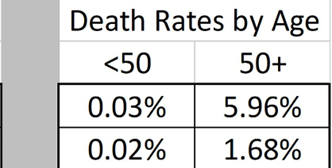 Death Rates by Age
<50 50+
0.03% 5.96%
0.02% 1.68%